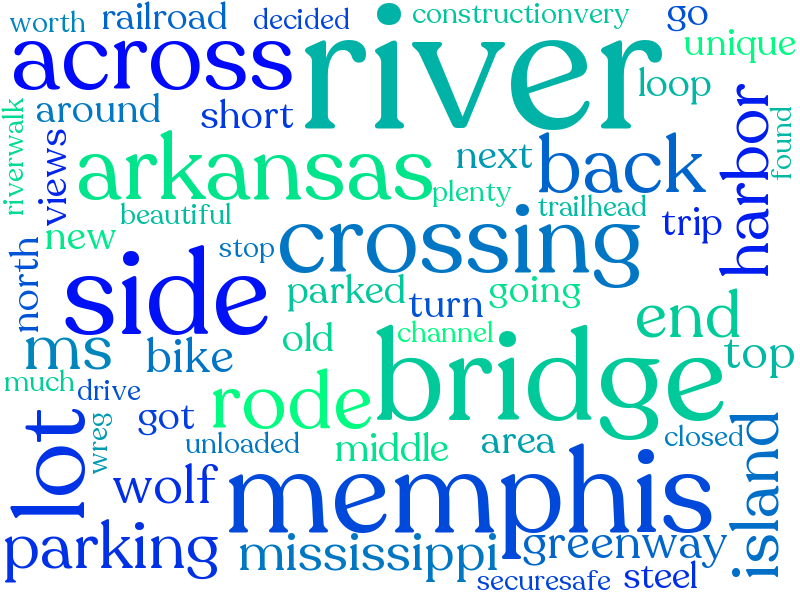 worth railroad decided constructionvery go
across river unique
loop
riverwalk around short harbor found
views arkansas next back
plenty
beautiful trailhead trip
new stop crossing
north side parked going
turn end
old channel
ms bike bridge top
much drive rode
lot wreg got
unloaded middle area closed
wolf memphis island
parking mississippi greenway
securesafe steel